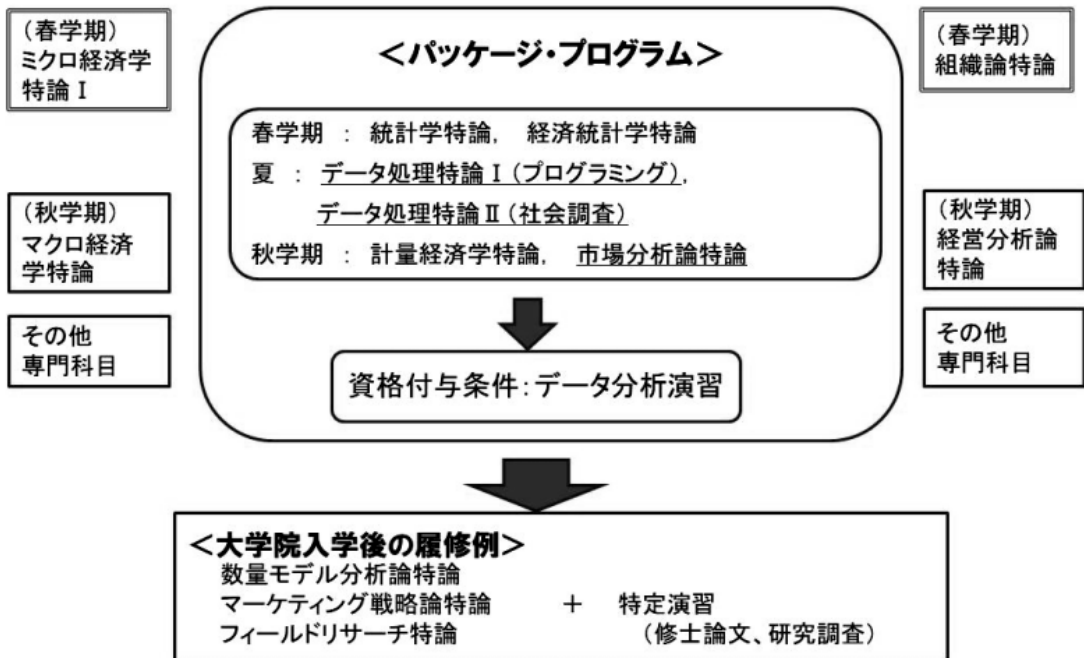 (春学期)
ミクロ経済学
特論Ⅰ
(秋学期)
マクロ経済
学特論
その他
専門科目
<パッケージ・プログラム>
春学期 : 統計学特論, 経済統計学特論
夏 : データ処理特論Ⅰ(プログラミング),
データ処理特論Ⅱ(社会調査)
秋学期 : 計量経済学特論, 市場分析論特論
資格付与条件:データ分析演習
(春学期)
組織論特論
(秋学期)
経営分析論
特論
その他
専門科目
<大学院入学後の履修例>
数量モデル分析論特論
マーケティング戦略論特論 + 特定演習
フィールドリサーチ特論 (修士論文、研究調査)